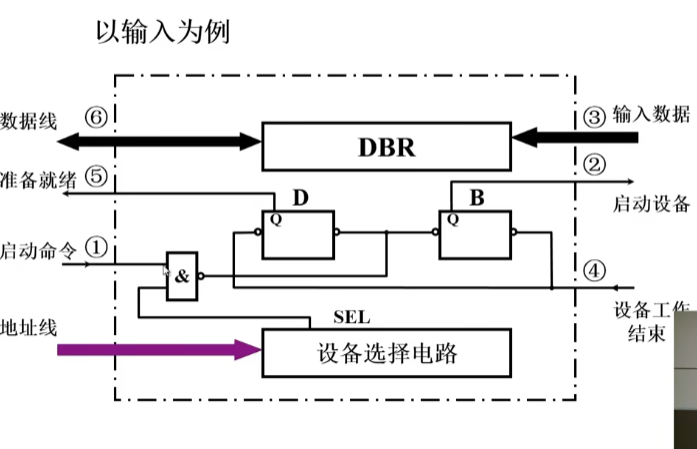 以输入为例
数据线 ⑥
③ 输入数据
DBR
准备就绪 ⑤
②
启动设备
D
B
Q
Q
启动命令 ①
&
④
设备工作
结束
SEL
地址线
设备选择电路